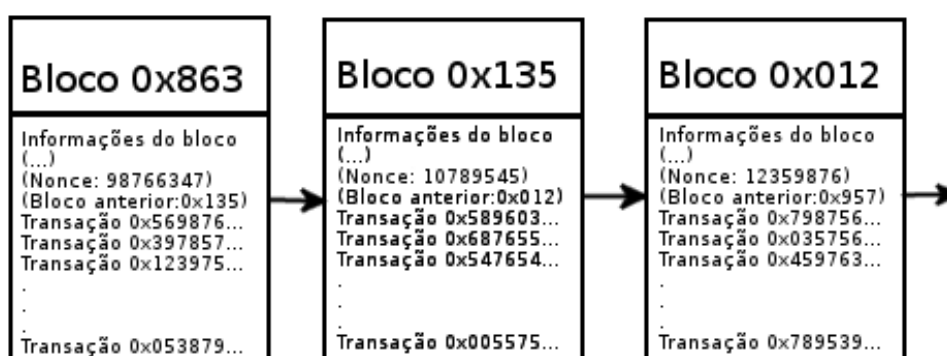 Bloco 0x863
Informações do bloco
(...)
(Nonce: 98766347)
(Bloco anterior:0x135)
Transação 0x569876...
Transação 0x397857...
Transação 0x123975...
.
.
.
Transação 0x053879...
Bloco 0x135
Informações do bloco
(...)
(Nonce: 10789545)
(Bloco anterior:0x012)
Transação 0x589603...
Transação 0x687655...
Transação 0x547654...
.
.
.
Transação 0x005575...
Bloco 0x012
Informações do bloco
(...)
(Nonce: 12359876)
(Bloco anterior:0x957)
Transação 0x798756...
Transação 0x035756...
Transação 0x459763...
.
.
.
Transação 0x789539...